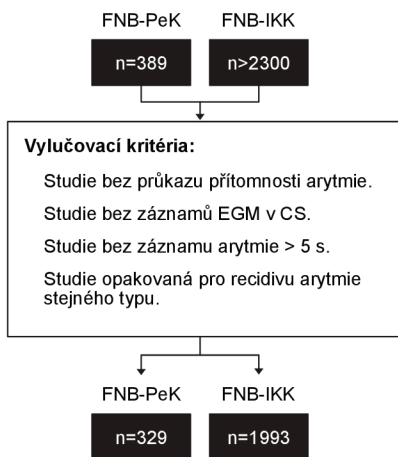 FNB-PeK FNB-IKK
n=389 n>2300
Vylučovací kritéria:
Studie bez průkazu přítomnosti arytmie.
Studie bez záznamů EGM v CS.
Studie bez záznamu arytmie > 5 s.
Studie opakovaná pro recidivu arytmie
stejného typu.
FNB-PeK FNB-IKK
n=329 n=1993